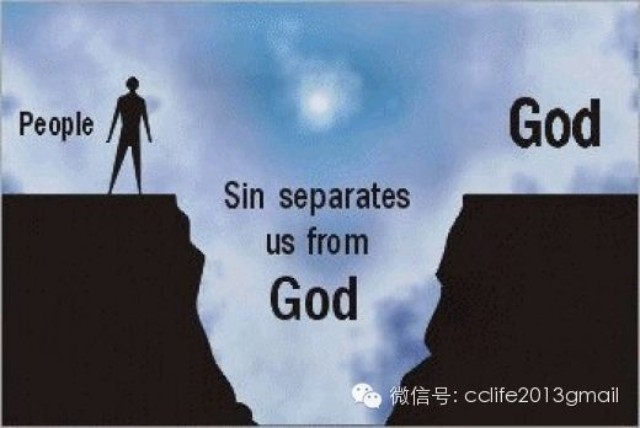 People
God
Sin separates
us from
God
微信号: cclife2013gmail